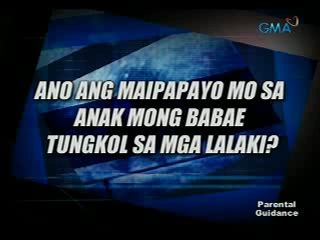 GMA
ANO ANG MAIPAPAYO MO SA
ANAK MONG BABAE
TUNGKOL SA MGA LALAKI?
Parental
Guidance